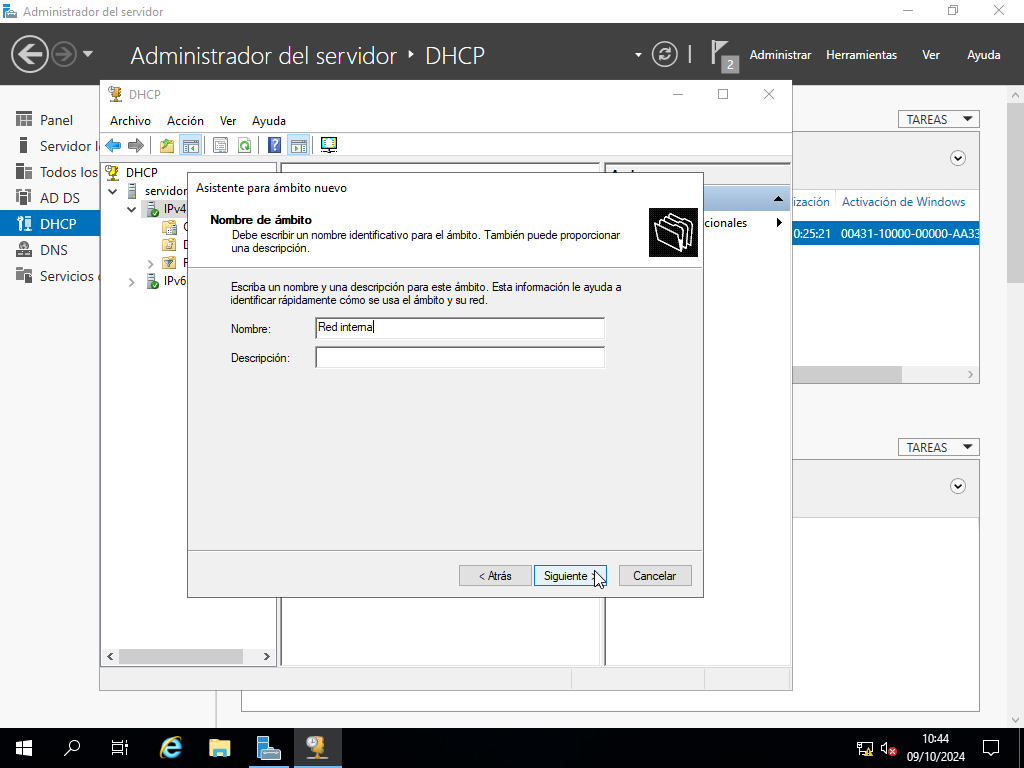 Administrador del servidor
Administrador del servidor • DHCP
2
Administrar
Herramientas
Ver
Ayuda
Panel
Servidor
Todos los
AD DS
DHCP
DNS
Servicios
DHCP
Archivo
Acción
Ver
Ayuda
DHCP
servidor
IPv4
IPv6
Asistente para ámbito nuevo
Nombre de ámbito
Debe escribir un nombre identificativo para el ámbito. También puede proporcionar
una descripción.
Escriba un nombre y una descripción para este ámbito. Esta información le ayuda a
identificar rápidamente cómo se usa el ámbito y su red.
Nombre:
Red interna
Descripción:
< Atrás
Siguiente >
Cancelar
cionales
TAREAS
ización
Activación de Windows
0:25:21
00431-10000-00000-AA33
TAREAS
10:44
09/10/2024